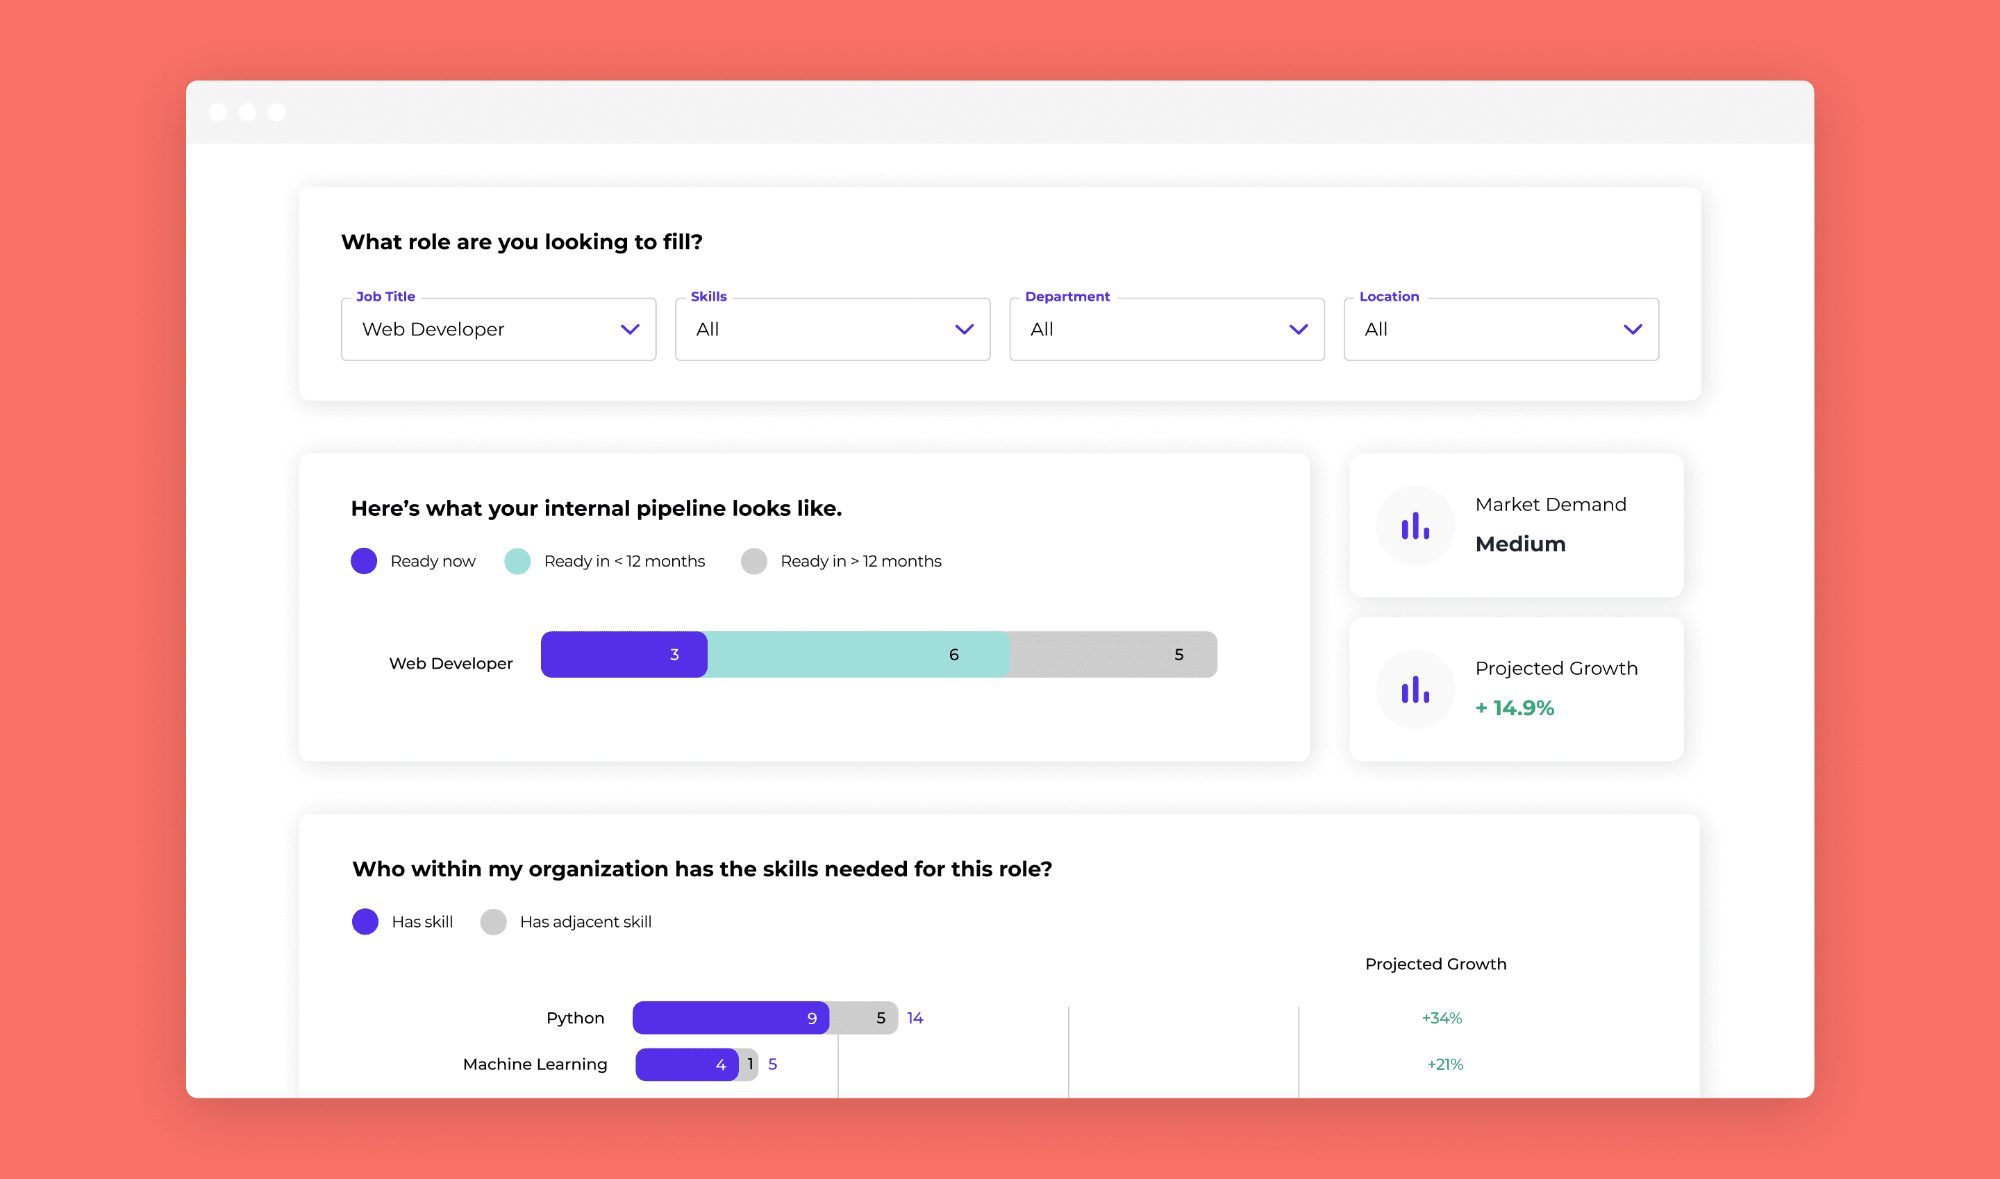 What role are you looking to fill?
Job Title Skills Department Location
Web Developer All All All
Here’s what your internal pipeline looks like.
Ready now Ready in < 12 months Ready in > 12 months
Web Developer 3 6 5
Market Demand
Medium
Projected Growth
+ 14.9%
Who within my organization has the skills needed for this role?
Has skill Has adjacent skill
Projected Growth
Python 9 5 14 +34%
Machine Learning 4 1 5 +21%